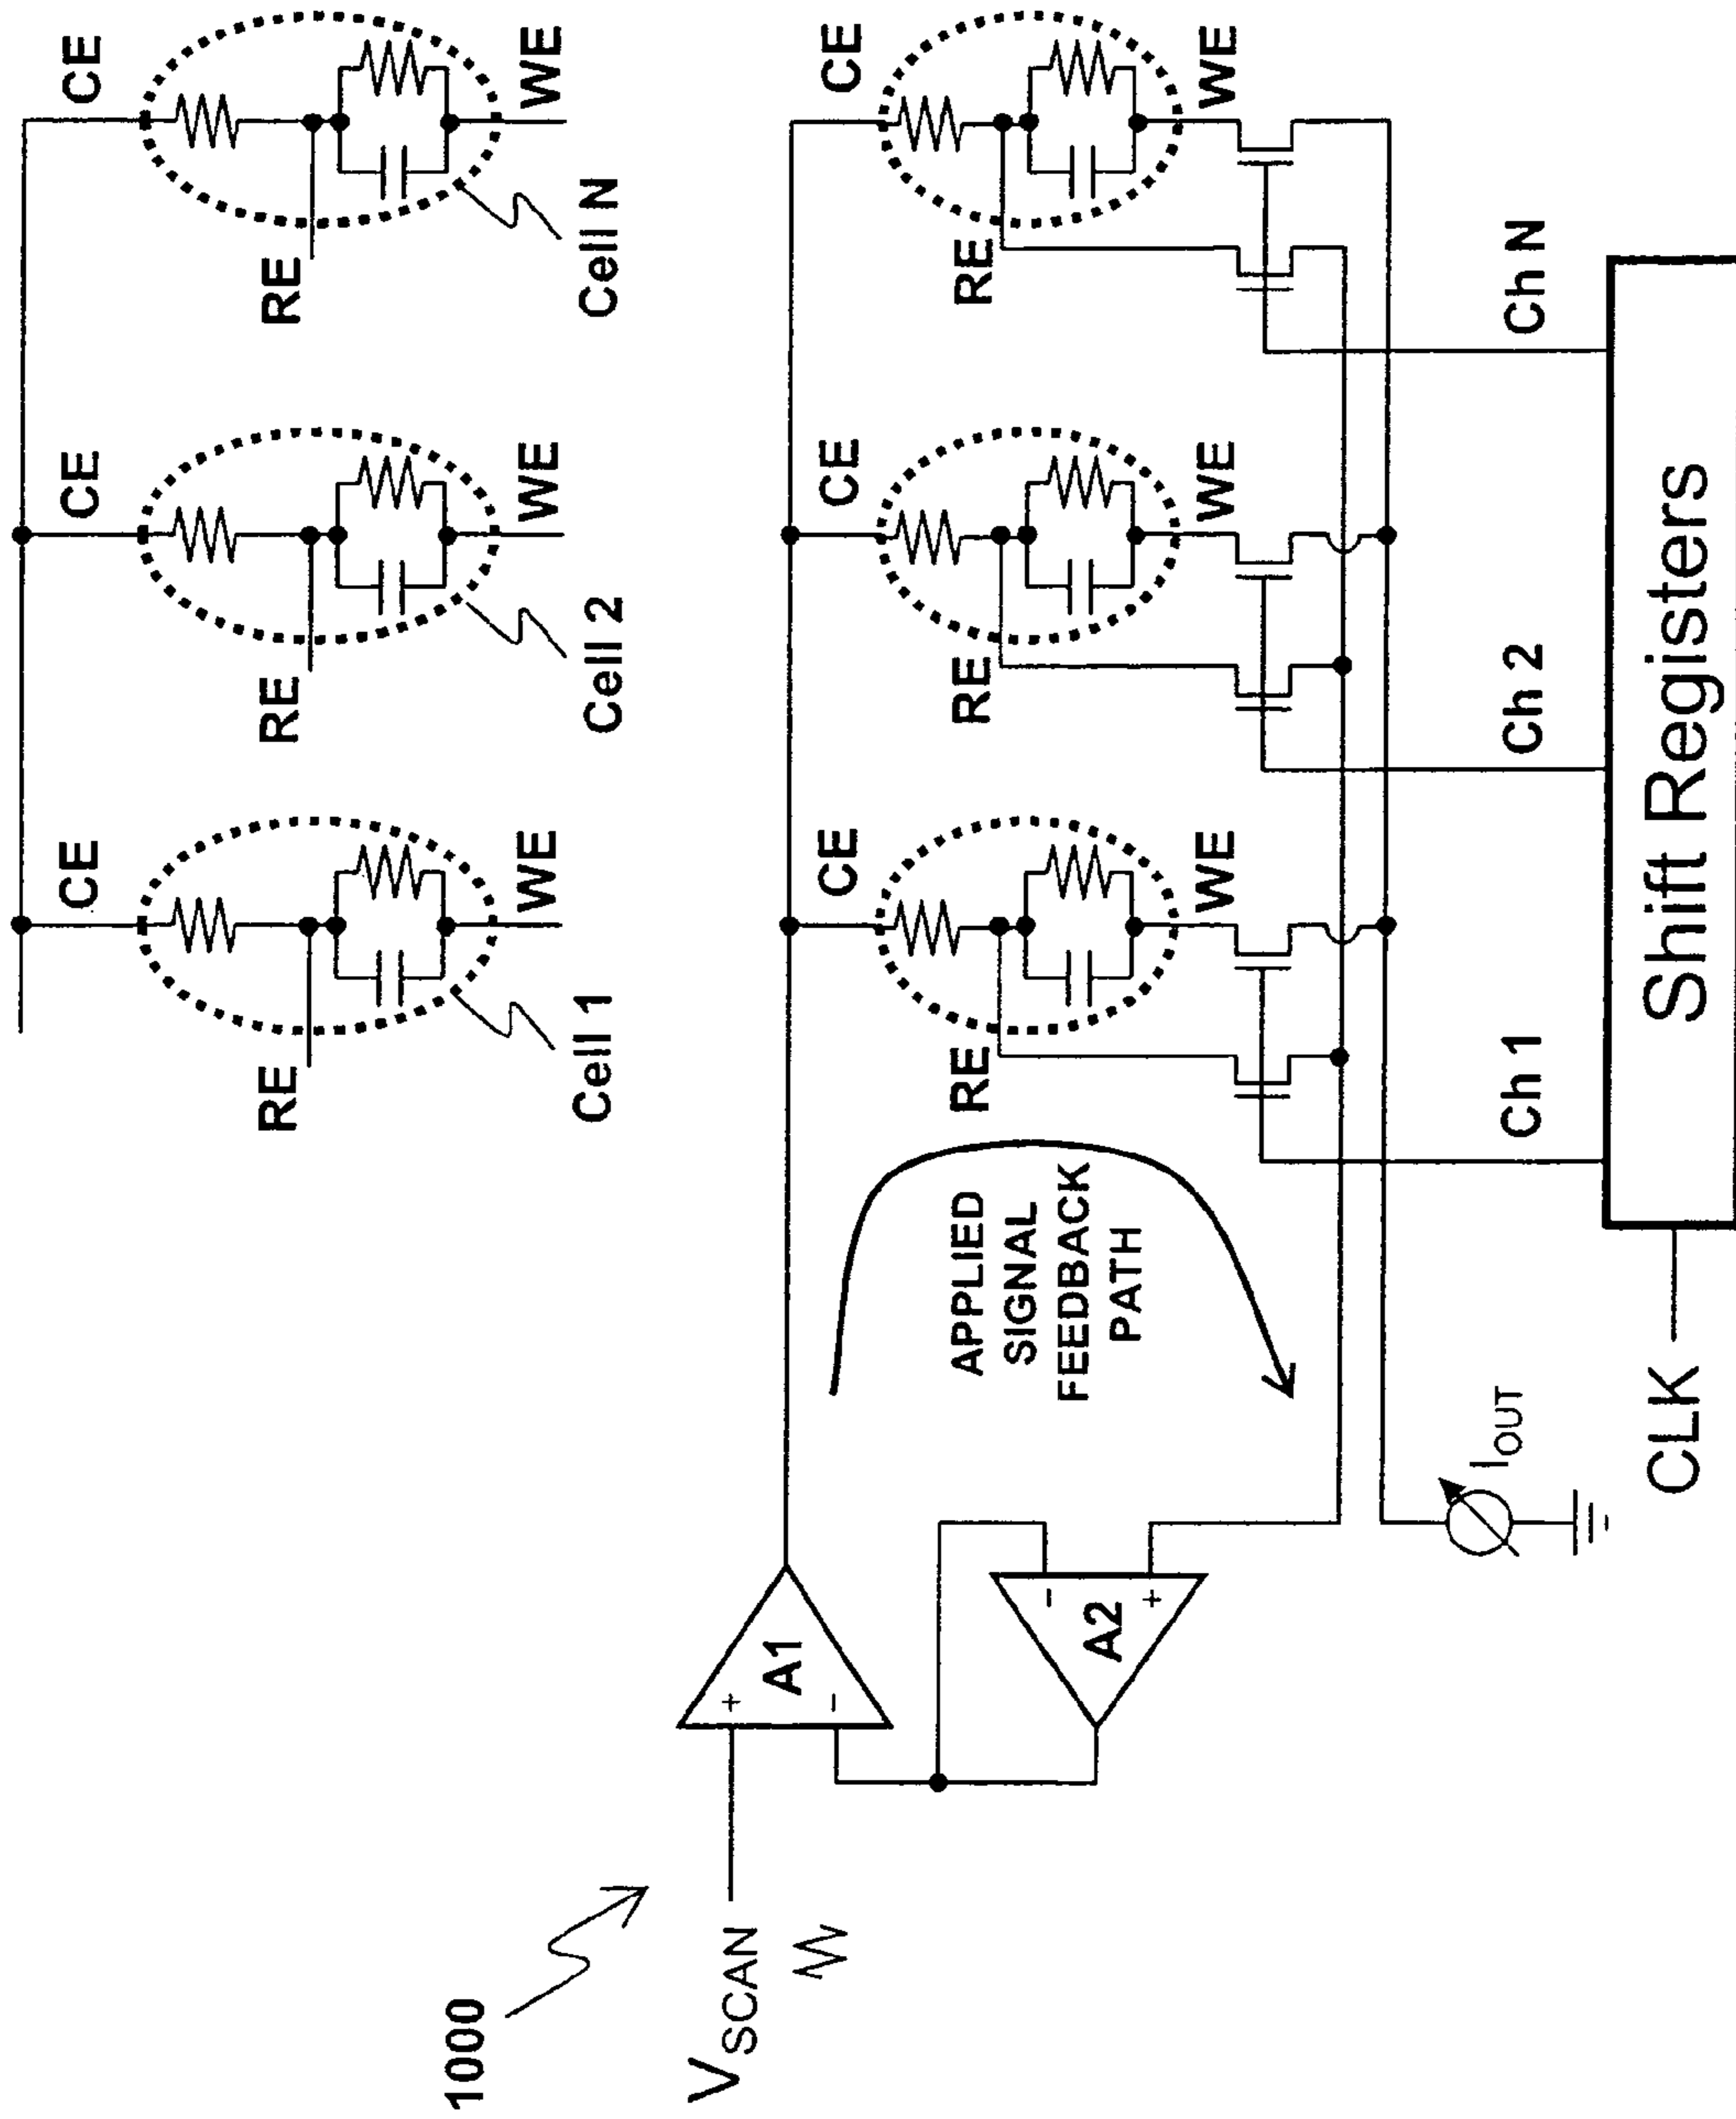 CE
CE
CE
RE
RE
RE
WE
WE
WE
Cell 1
Cell 2
Cell N
1000
VSCAN
+
-
A1
CE
CE
CE
RE
RE
RE
APPLIED
SIGNAL
FEEDBACK
PATH
-
+
A2
WE
WE
WE
IOUT
Ch 1
Ch 2
Ch N
CLK
Shift Registers